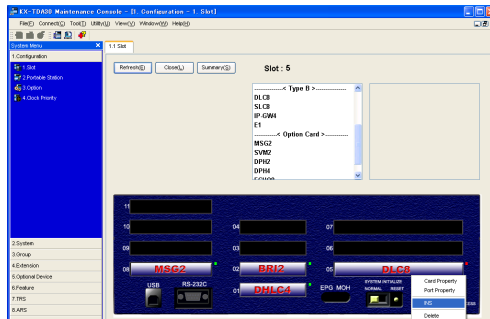 KX-TDA30 Maintenance Console - [1. Configuration - 1. Slot]
File(F) Connect(C) Tool(T) Utility(U) View(V) Window(W) Help(H)
System Menu X
1.1 Slot
1.Configuration
1.Slot
2.Portable Station
3.Option
4.Clock Priority
2.System
3.Group
4.Extension
5.Optional Device
6.Feature
7.TRS
8.ARS
Refresh(E) Close(L) Summary(S)
Slot : 5
----------< Type B >----------
DLC8
SLC8
IP-GW4
E1
----------< Option Card >----------
MSG2
SVM2
DPH2
DPH4
11
10 04 07
09 03 06
08 MSG2 02 BRI2 05 DLC8
USB RS-232C 01 DHLC4 EPG MOH
SYSTEM INITIALIZE
NORMAL RESET
Card Property
Port Property
INS
Delete